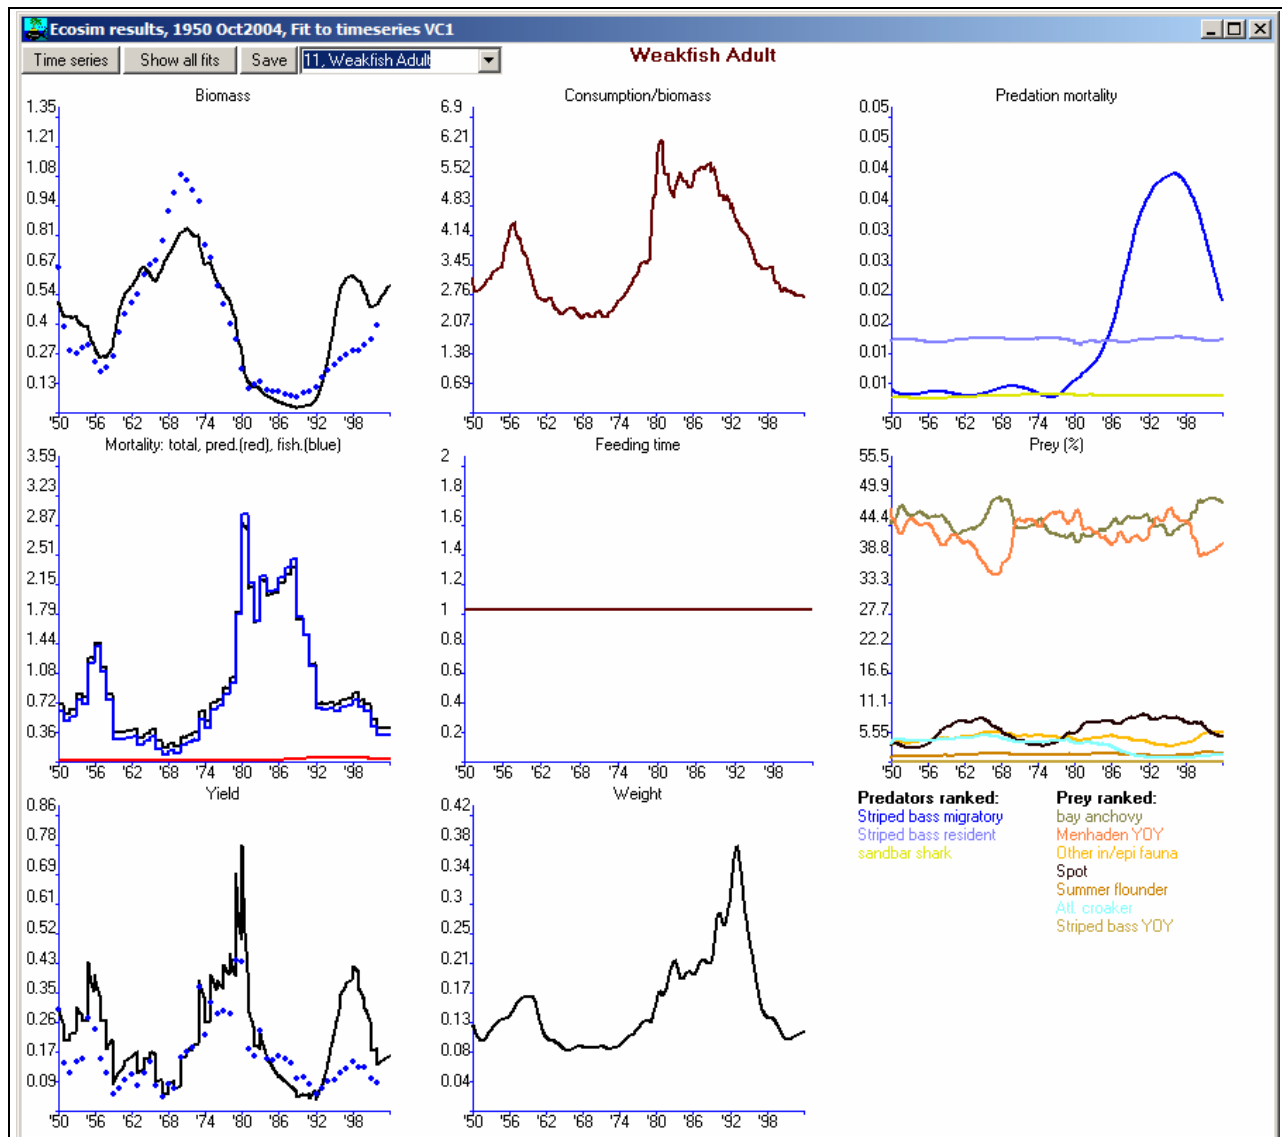 Ecosim results, 1950 Oct2004, Fit to timeseries VC1
Time series Show all fits Save 11, Weakfish Adult Weakfish Adult
Biomass
1.35
1.21
1.08
0.94
0.81
0.67
0.54
0.4
0.27
0.13
'50 '56 '62 '68 '74 '80 '86 '92 '98
Consumption/biomass
6.9
6.21
5.52
4.83
4.14
3.45
2.76
2.07
1.38
0.69
'50 '56 '62 '68 '74 '80 '86 '92 '98
Predation mortality
0.05
0.05
0.04
0.04
0.03
0.03
0.02
0.02
0.01
0.01
'50 '56 '62 '68 '74 '80 '86 '92 '98
Mortality: total, pred.(red), fish.(blue)
3.59
3.23
2.87
2.51
2.15
1.79
1.44
1.08
0.72
0.36
'50 '56 '62 '68 '74 '80 '86 '92 '98
Feeding time
2
1.8
1.6
1.4
1.2
1
0.8
0.6
0.4
0.2
'50 '56 '62 '68 '74 '80 '86 '92 '98
Prey (%)
55.5
49.9
44.4
38.8
33.3
27.7
22.2
16.6
11.1
5.55
'50 '56 '62 '68 '74 '80 '86 '92 '98
Yield
0.86
0.78
0.69
0.61
0.52
0.43
0.35
0.26
0.17
0.09
'50 '56 '62 '68 '74 '80 '86 '92 '98
Weight
0.42
0.38
0.34
0.3
0.25
0.21
0.17
0.13
0.08
0.04
'50 '56 '62 '68 '74 '80 '86 '92 '98
Predators ranked:
Striped bass migratory
Striped bass resident
sandbar shark
Prey ranked:
bay anchovy
Menhaden YOY
Other in/epi fauna
Spot
Summer flounder
Atl. croaker
Striped bass YOY